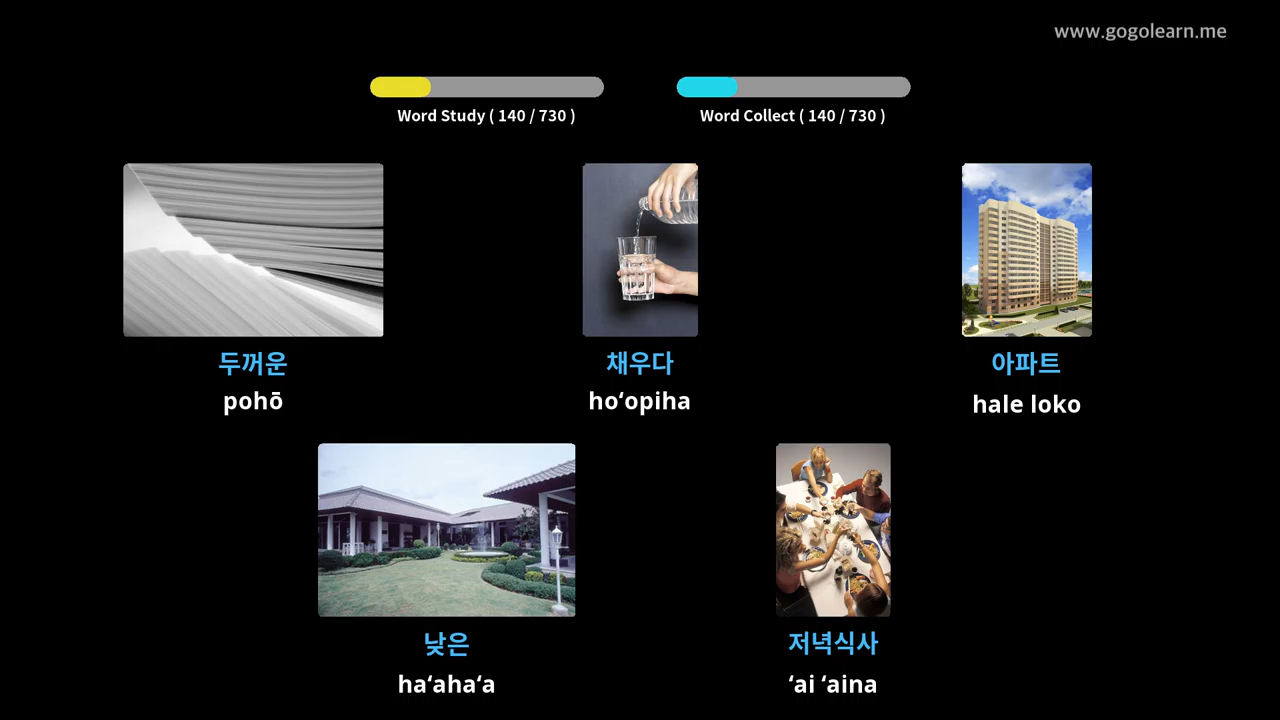 www.gogolearn.me
Word Study ( 140 / 730 )
Word Collect ( 140 / 730 )
두꺼운
pohō
채우다
hoʻopiha
아파트
hale loko
낮은
haʻahaʻa
저녁식사
ʻai ʻaina